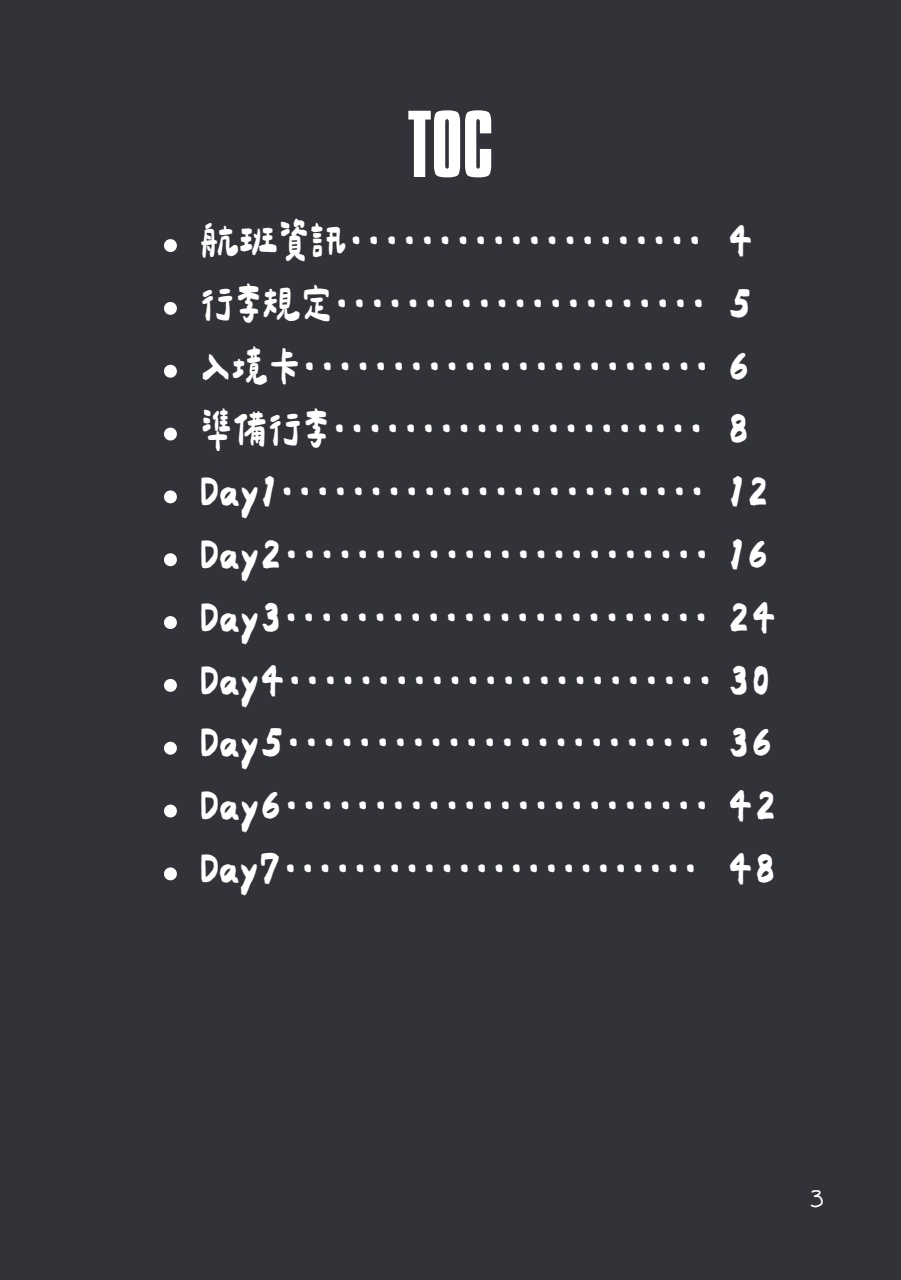 TOC
• 航班資訊···················· 4
• 行李規定····················· 5
• 入境卡······················· 6
• 準備行李····················· 8
• Day1························ 12
• Day2························ 16
• Day3························ 24
• Day4························ 30
• Day5························ 36
• Day6························ 42
• Day7························ 48
3